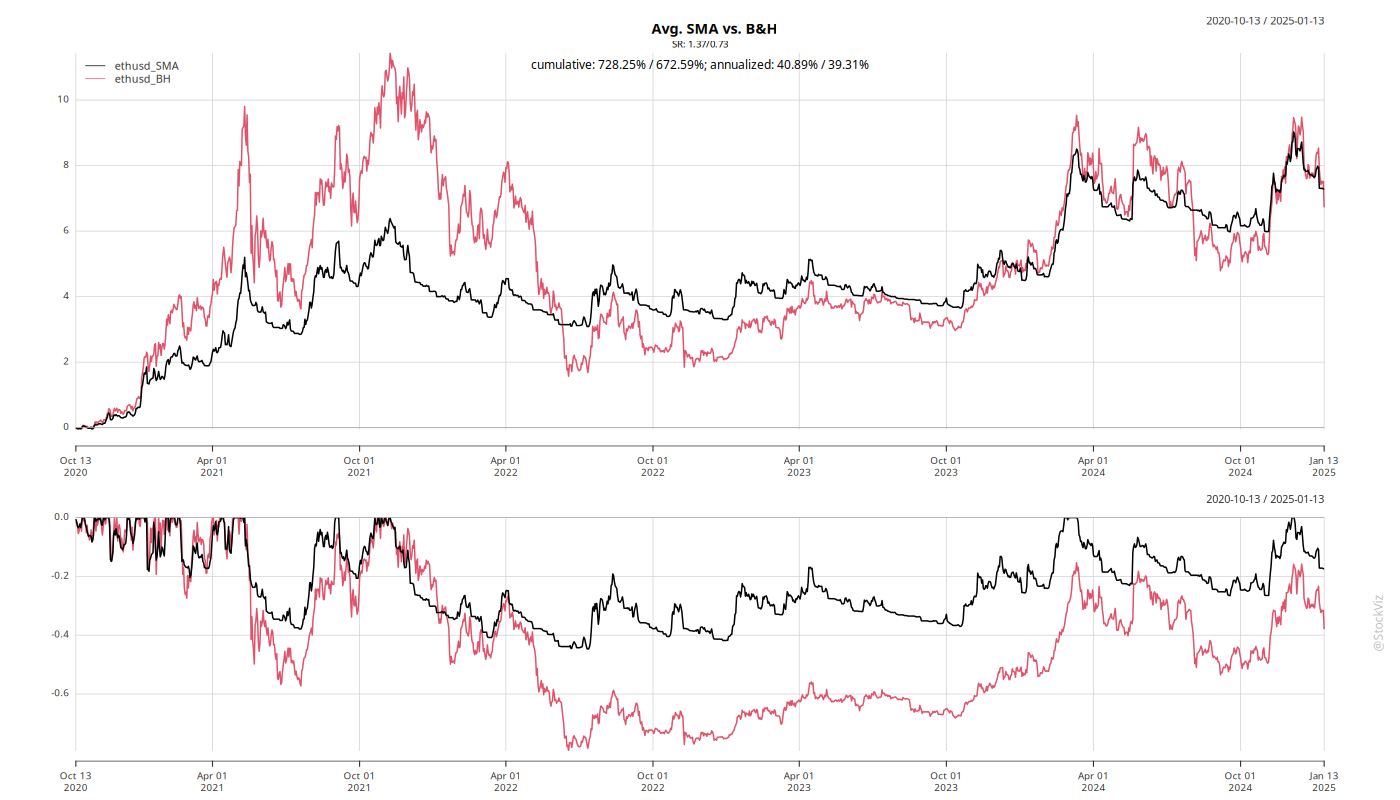 Avg. SMA vs. B&H
2020-10-13 / 2025-01-13
SR: 1.37/0.73
cumulative: 728.25% / 672.59%; annualized: 40.89% / 39.31%
ethusd_SMA
ethusd_BH
10
8
6
4
2
0
Oct 13 Apr 01 Oct 01 Apr 01 Oct 01 Apr 01 Oct 01 Apr 01 Oct 01 Jan 13
2020 2021 2021 2022 2022 2023 2023 2024 2024 2025
2020-10-13 / 2025-01-13
0.0
-0.2
-0.4
-0.6
Oct 13 Apr 01 Oct 01 Apr 01 Oct 01 Apr 01 Oct 01 Apr 01 Oct 01 Jan 13
2020 2021 2021 2022 2022 2023 2023 2024 2024 2025
@StockViz